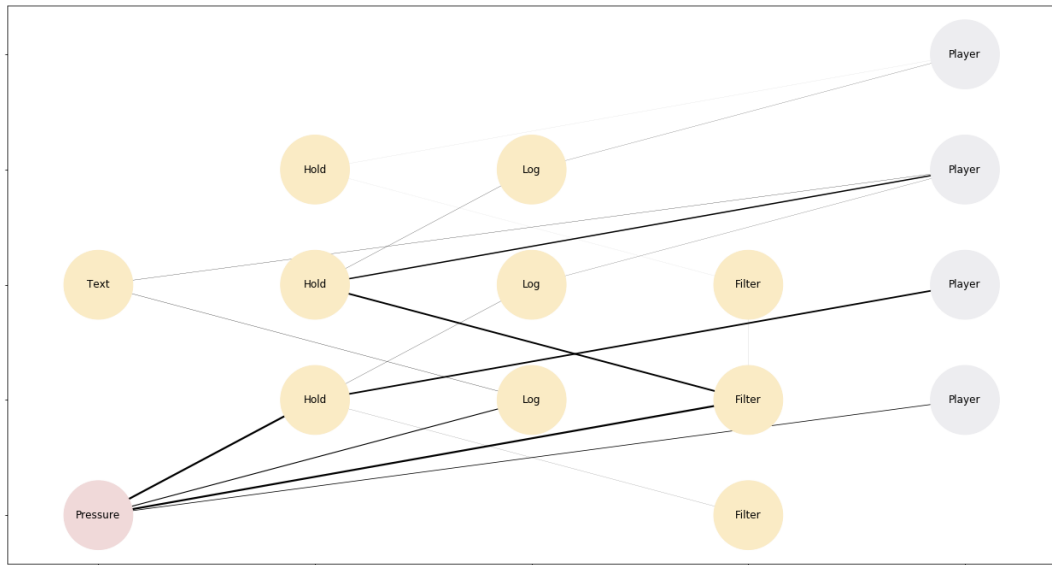 Player
Hold
Log
Player
Text
Hold
Log
Filter
Player
Hold
Log
Filter
Player
Pressure
Filter